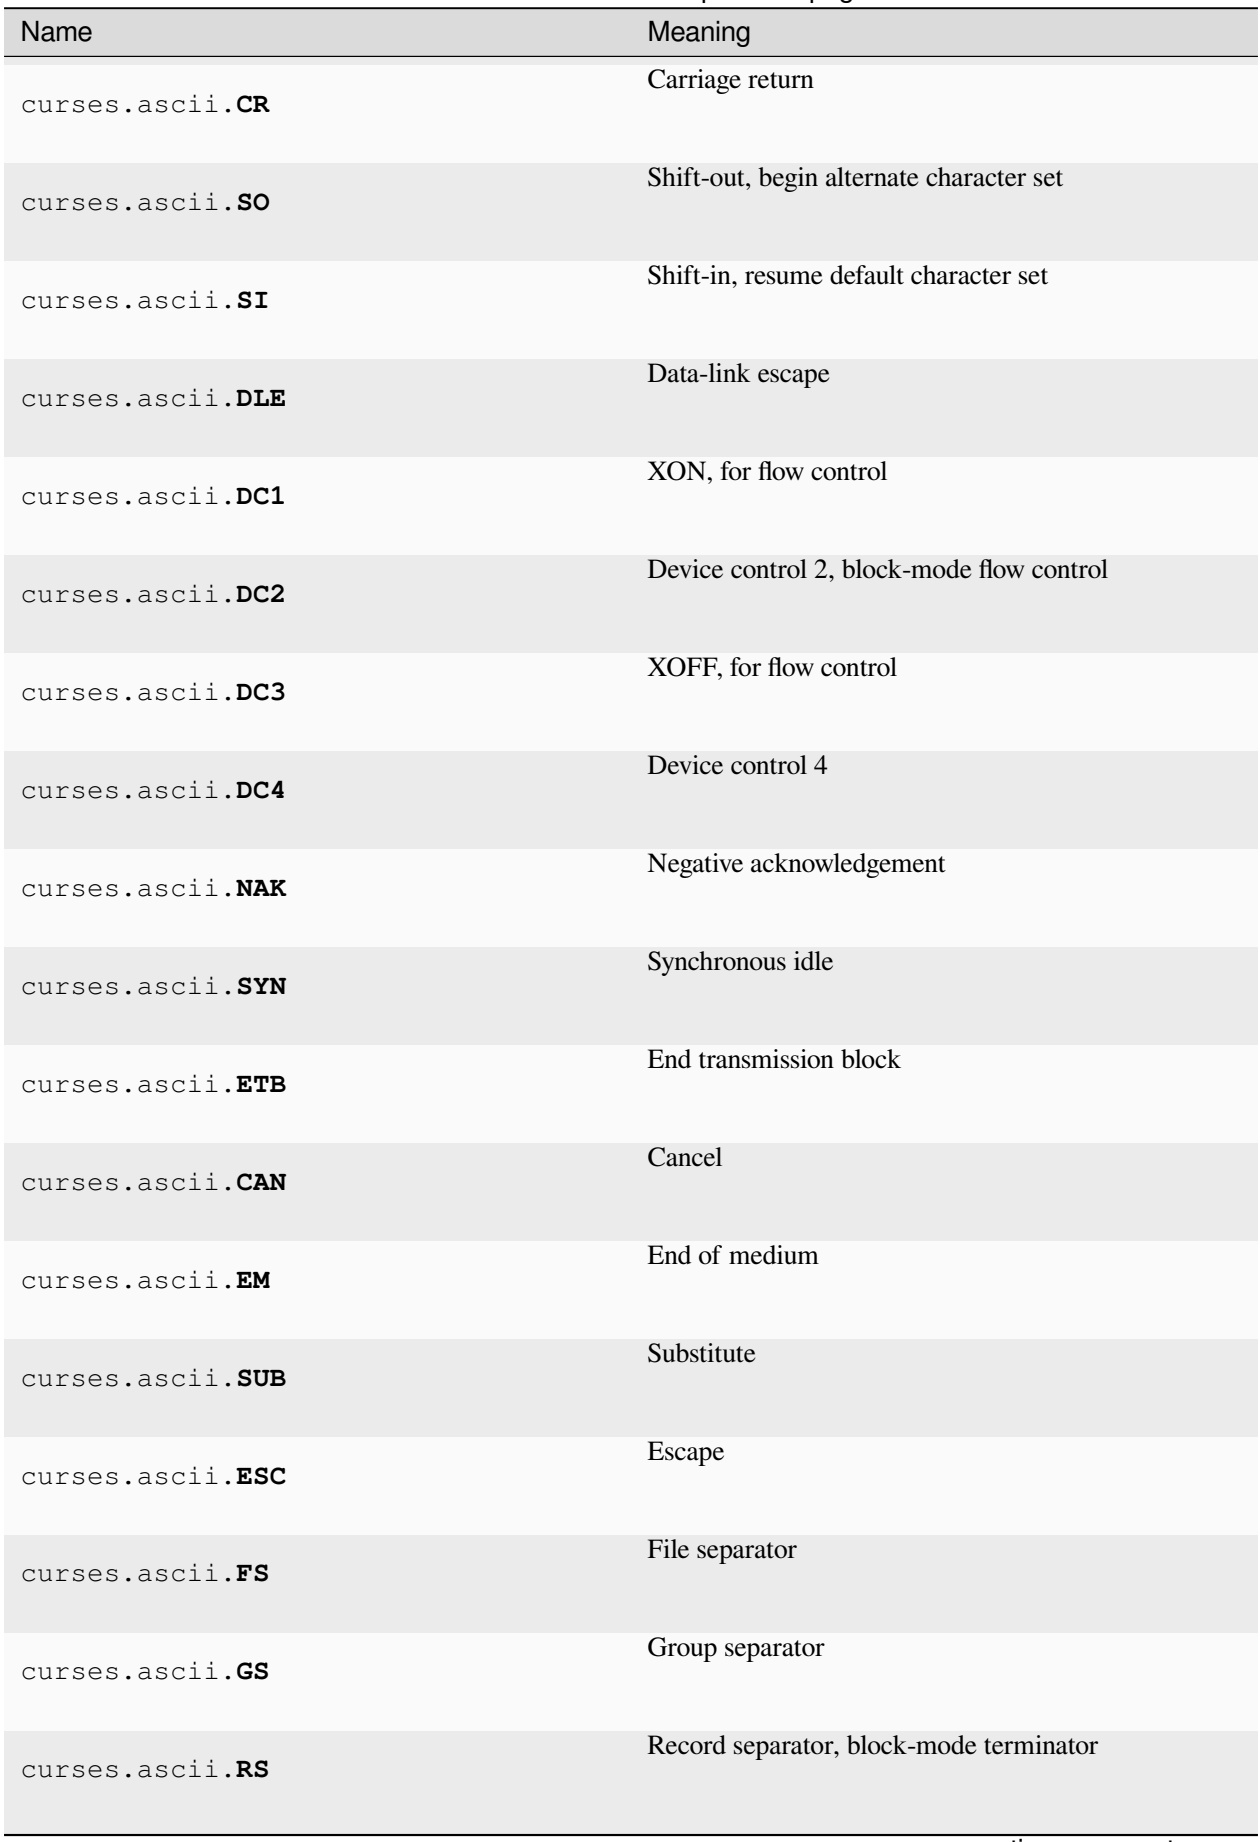 Name Meaning
Carriage return
curses.ascii.CR
Shift-out, begin alternate character set
curses.ascii.SO
Shift-in, resume default character set
curses.ascii.SI
Data-link escape
curses.ascii.DLE
XON, for flow control
curses.ascii.DC1
Device control 2, block-mode flow control
curses.ascii.DC2
XOFF, for flow control
curses.ascii.DC3
Device control 4
curses.ascii.DC4
Negative acknowledgement
curses.ascii.NAK
Synchronous idle
curses.ascii.SYN
End transmission block
curses.ascii.ETB
Cancel
curses.ascii.CAN
End of medium
curses.ascii.EM
Substitute
curses.ascii.SUB
Escape
curses.ascii.ESC
File separator
curses.ascii.FS
Group separator
curses.ascii.GS
Record separator, block-mode terminator
curses.ascii.RS